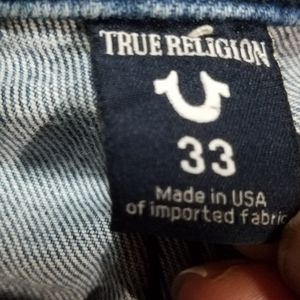 TRUE RELIGION
33
Made in USA
of imported fabric